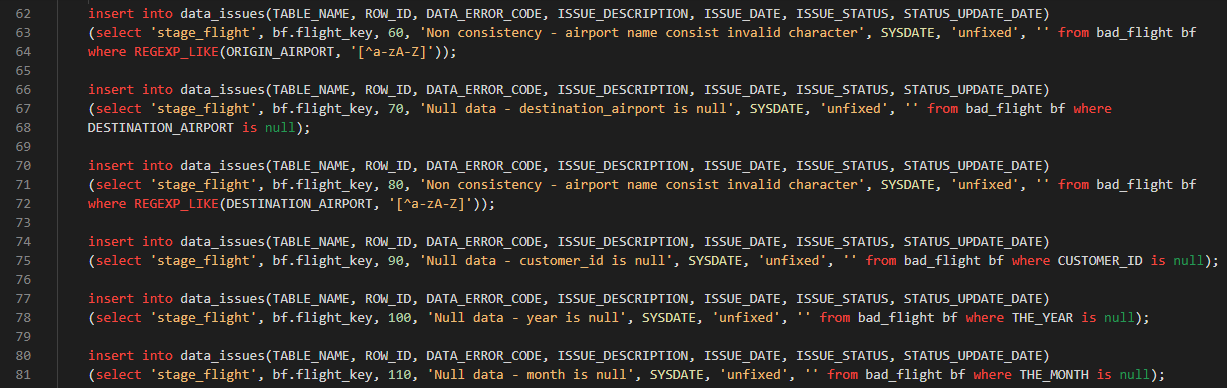 62 insert into data_issues(TABLE_NAME, ROW_ID, DATA_ERROR_CODE, ISSUE_DESCRIPTION, ISSUE_DATE, ISSUE_STATUS, STATUS_UPDATE_DATE)
63 (select 'stage_flight', bf.flight_key, 60, 'Non consistency - airport name consist invalid character', SYSDATE, 'unfixed', '' from bad_flight bf
64 where REGEXP_LIKE(ORIGIN_AIRPORT, '[^a-zA-Z]'));
65
66 insert into data_issues(TABLE_NAME, ROW_ID, DATA_ERROR_CODE, ISSUE_DESCRIPTION, ISSUE_DATE, ISSUE_STATUS, STATUS_UPDATE_DATE)
67 (select 'stage_flight', bf.flight_key, 70, 'Null data - destination_airport is null', SYSDATE, 'unfixed', '' from bad_flight bf where
68 DESTINATION_AIRPORT is null);
69
70 insert into data_issues(TABLE_NAME, ROW_ID, DATA_ERROR_CODE, ISSUE_DESCRIPTION, ISSUE_DATE, ISSUE_STATUS, STATUS_UPDATE_DATE)
71 (select 'stage_flight', bf.flight_key, 80, 'Non consistency - airport name consist invalid character', SYSDATE, 'unfixed', '' from bad_flight bf
72 where REGEXP_LIKE(DESTINATION_AIRPORT, '[^a-zA-Z]'));
73
74 insert into data_issues(TABLE_NAME, ROW_ID, DATA_ERROR_CODE, ISSUE_DESCRIPTION, ISSUE_DATE, ISSUE_STATUS, STATUS_UPDATE_DATE)
75 (select 'stage_flight', bf.flight_key, 90, 'Null data - customer_id is null', SYSDATE, 'unfixed', '' from bad_flight bf where CUSTOMER_ID is null);
76
77 insert into data_issues(TABLE_NAME, ROW_ID, DATA_ERROR_CODE, ISSUE_DESCRIPTION, ISSUE_DATE, ISSUE_STATUS, STATUS_UPDATE_DATE)
78 (select 'stage_flight', bf.flight_key, 100, 'Null data - year is null', SYSDATE, 'unfixed', '' from bad_flight bf where THE_YEAR is null);
79
80 insert into data_issues(TABLE_NAME, ROW_ID, DATA_ERROR_CODE, ISSUE_DESCRIPTION, ISSUE_DATE, ISSUE_STATUS, STATUS_UPDATE_DATE)
81 (select 'stage_flight', bf.flight_key, 110, 'Null data - month is null', SYSDATE, 'unfixed', '' from bad_flight bf where THE_MONTH is null);